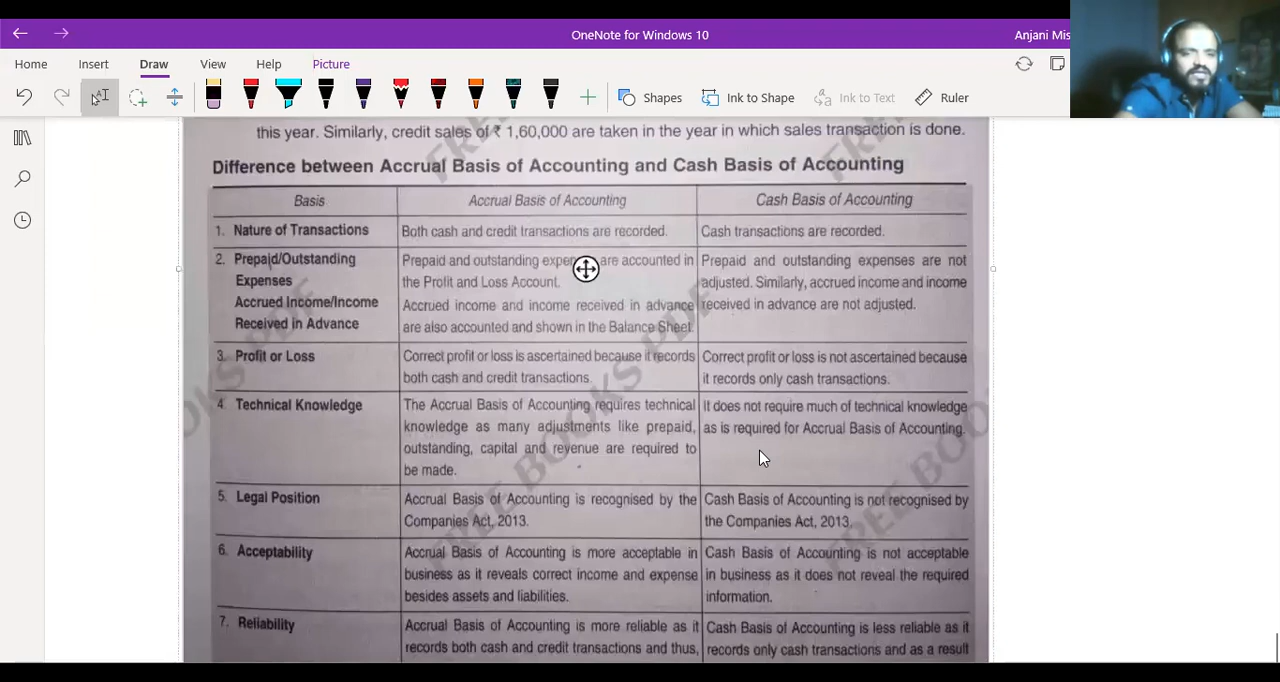 OneNote for Windows 10
Anjani Mis
Home Insert Draw View Help Picture
Shapes Ink to Shape Ink to Text Ruler
this year. Similarly, credit sales of ₹ 1,60,000 are taken in the year in which sales transaction is done.
Difference between Accrual Basis of Accounting and Cash Basis of Accounting
Basis Accrual Basis of Accounting Cash Basis of Accounting
1. Nature of Transactions
Both cash and credit transactions are recorded.
Cash transactions are recorded.
2. Prepaid/Outstanding
Expenses
Accrued Income/Income
Received in Advance
Prepaid and outstanding are accounted in
the Profit and Loss Account.
Accrued income and income received in advance
are also accounted and shown in the Balance Sheet.
Prepaid and outstanding expenses are not
adjusted. Similarly, accrued income and income
received in advance are not adjusted.
3. Profit or Loss
Correct profit or loss is ascertained because it records
both cash and credit transactions.
Correct profit or loss is not ascertained because
it records only cash transactions.
4. Technical Knowledge
The Accrual Basis of Accounting requires technical
knowledge as many adjustments like prepaid,
outstanding, capital and revenue are required to
be made.
It does not require much of technical knowledge
as is required for Accrual Basis of Accounting.
5. Legal Position
Accrual Basis of Accounting is recognised by the
Companies Act, 2013.
Cash Basis of Accounting is not recognised by
the Companies Act, 2013.
6. Acceptability
Accrual Basis of Accounting is more acceptable in
business as it reveals correct income and expense
besides assets and liabilities.
Cash Basis of Accounting is not acceptable
in business as it does not reveal the required
information.
7. Reliability
Accrual Basis of Accounting is more reliable as it
records both cash and credit transactions and thus,
Cash Basis of Accounting is less reliable as it
records only cash transactions and as a result
FREE BOOKS PDF